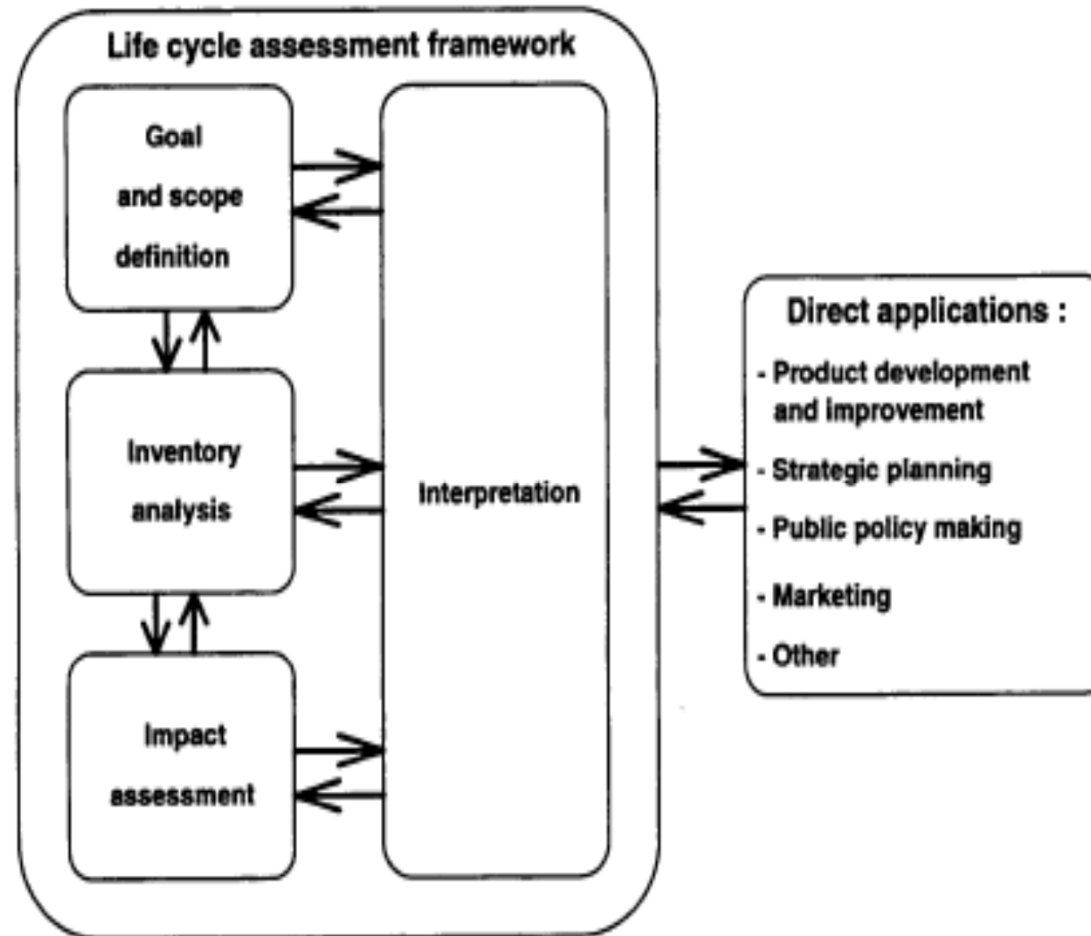 Life cycle assessment framework
Goal
and scope
definition
Inventory
analysis
Impact
assessment
Interpretation
Direct applications :
- Product development
and improvement
- Strategic planning
- Public policy making
- Marketing
- Other